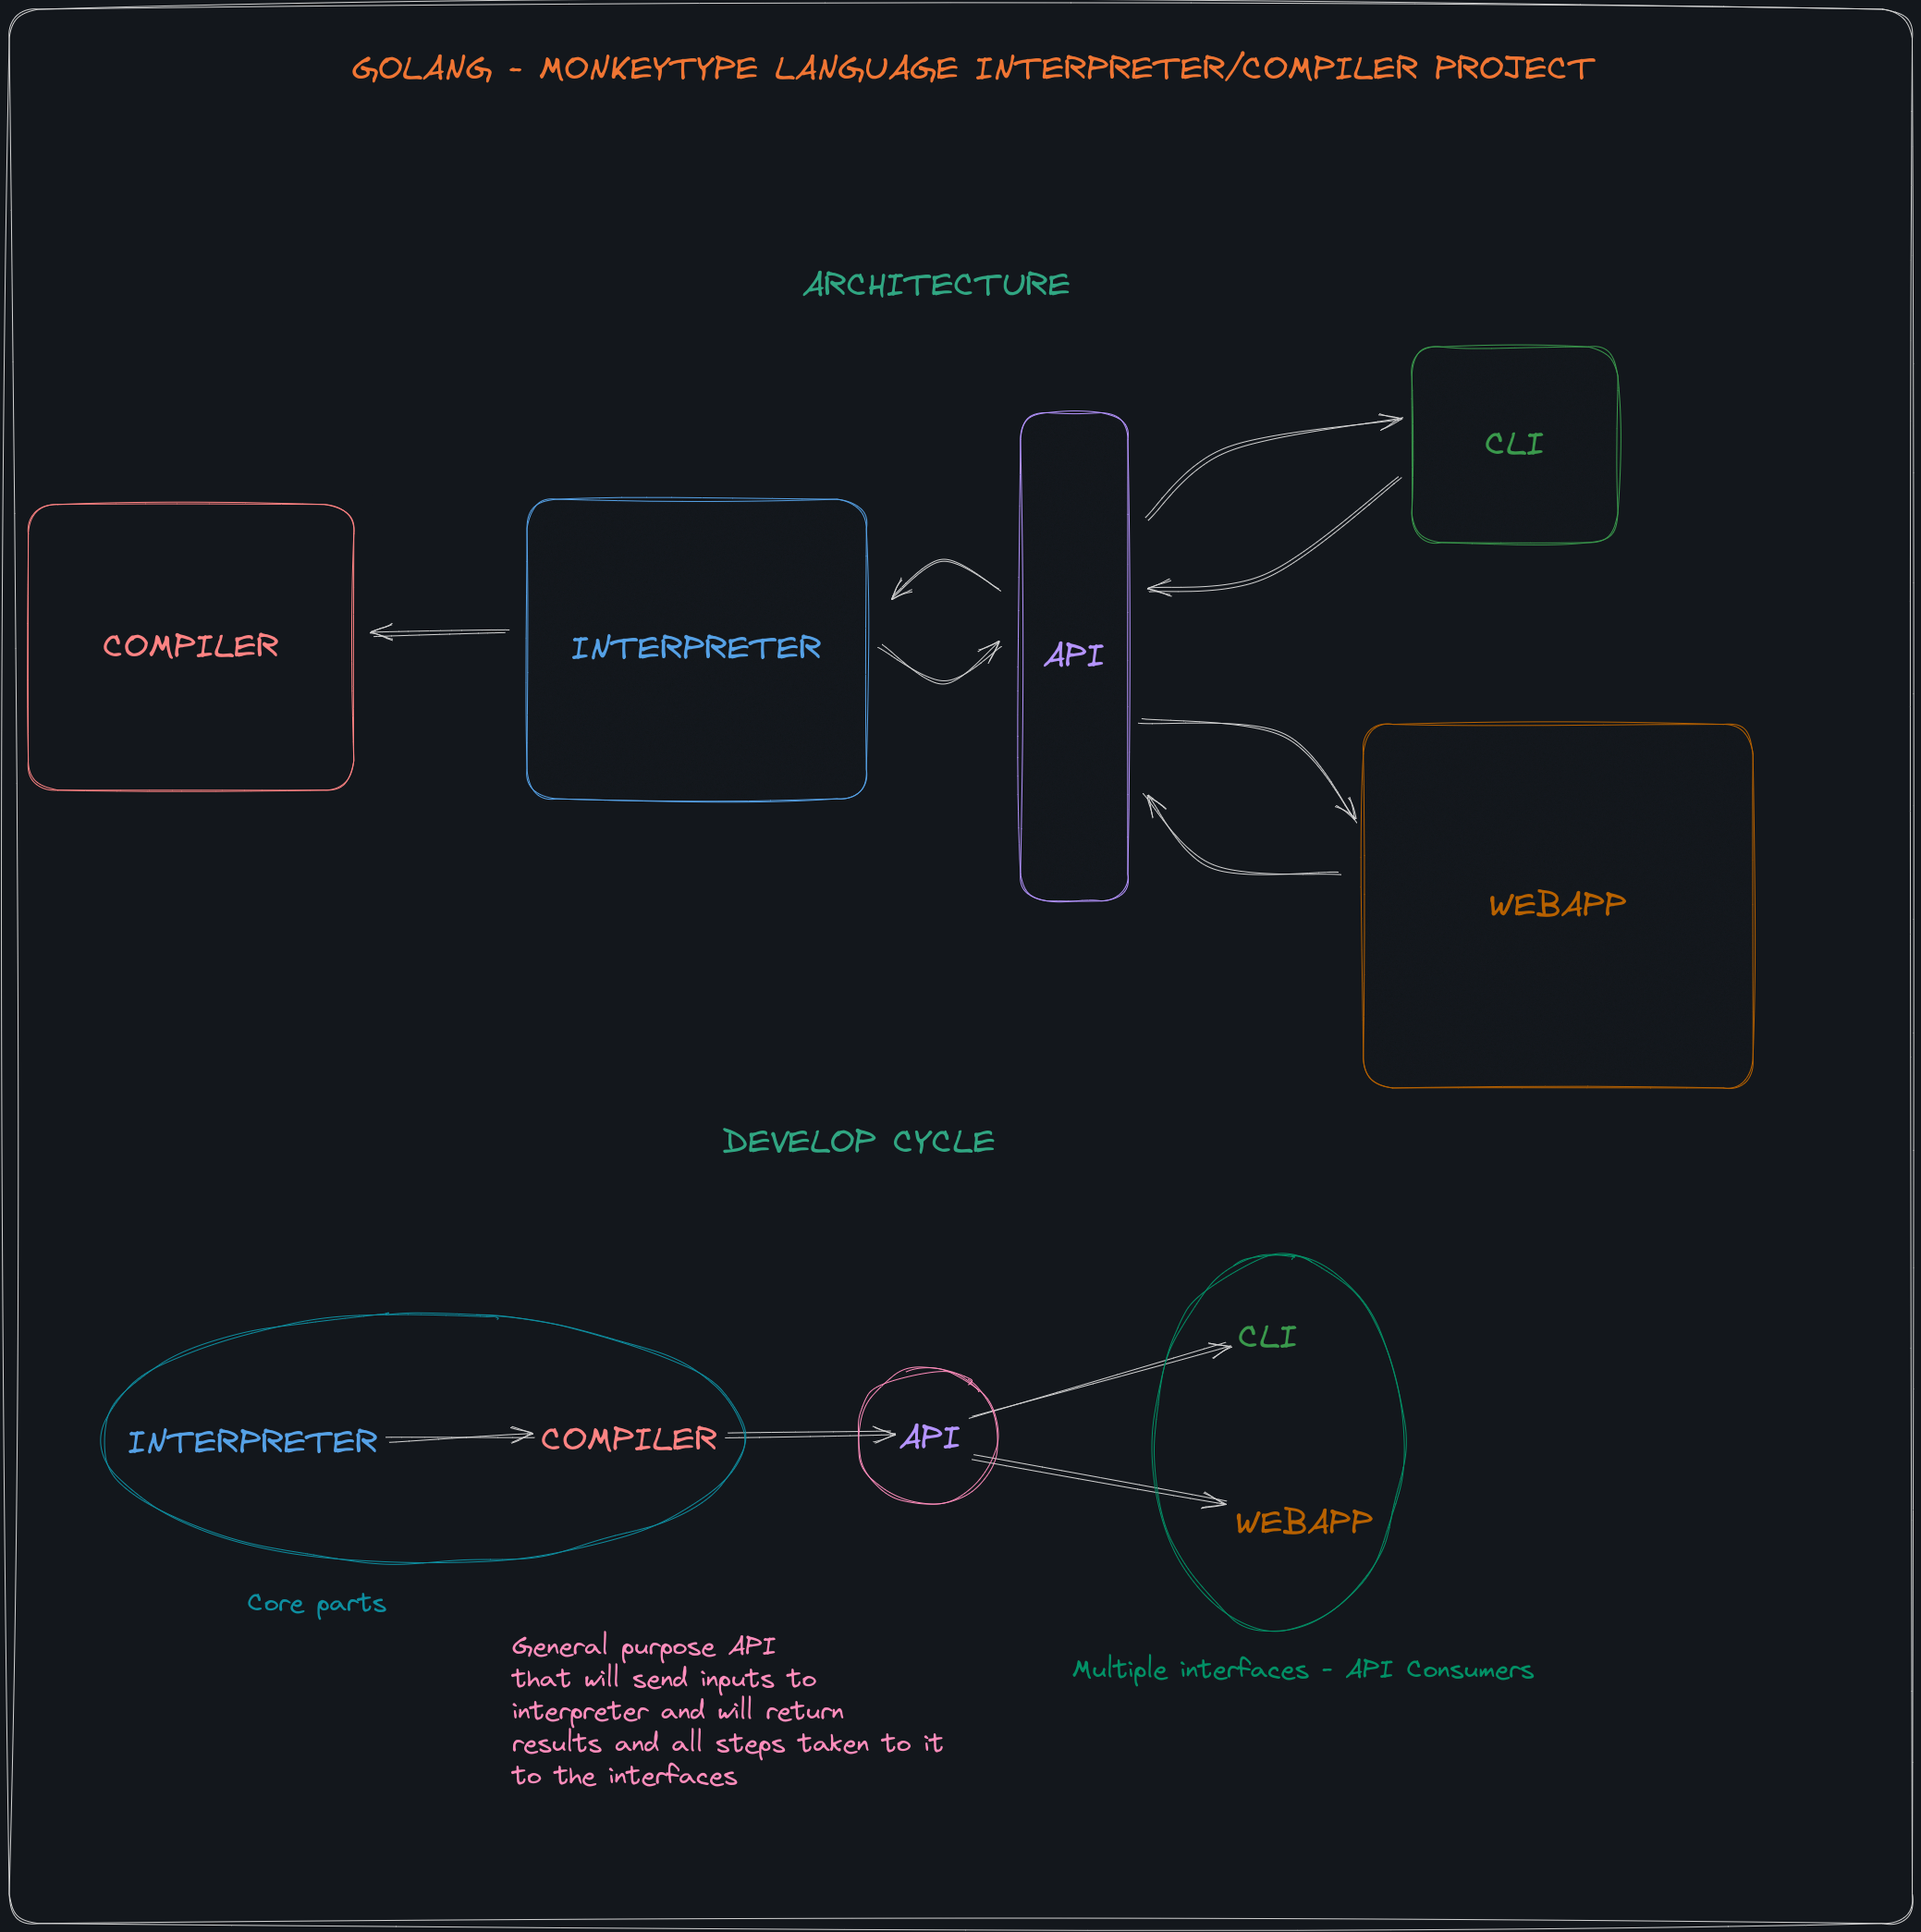 GOLANG - MONKEYTYPE LANGUAGE INTERPRETER/COMPILER PROJECT
ARCHITECTURE
CLI
COMPILER
INTERPRETER
API
WEBAPP
DEVELOP CYCLE
CLI
INTERPRETER
COMPILER
API
WEBAPP
Core parts
General purpose API
that will send inputs to
interpreter and will return
results and all steps taken to it
to the interfaces
Multiple interfaces - API Consumers